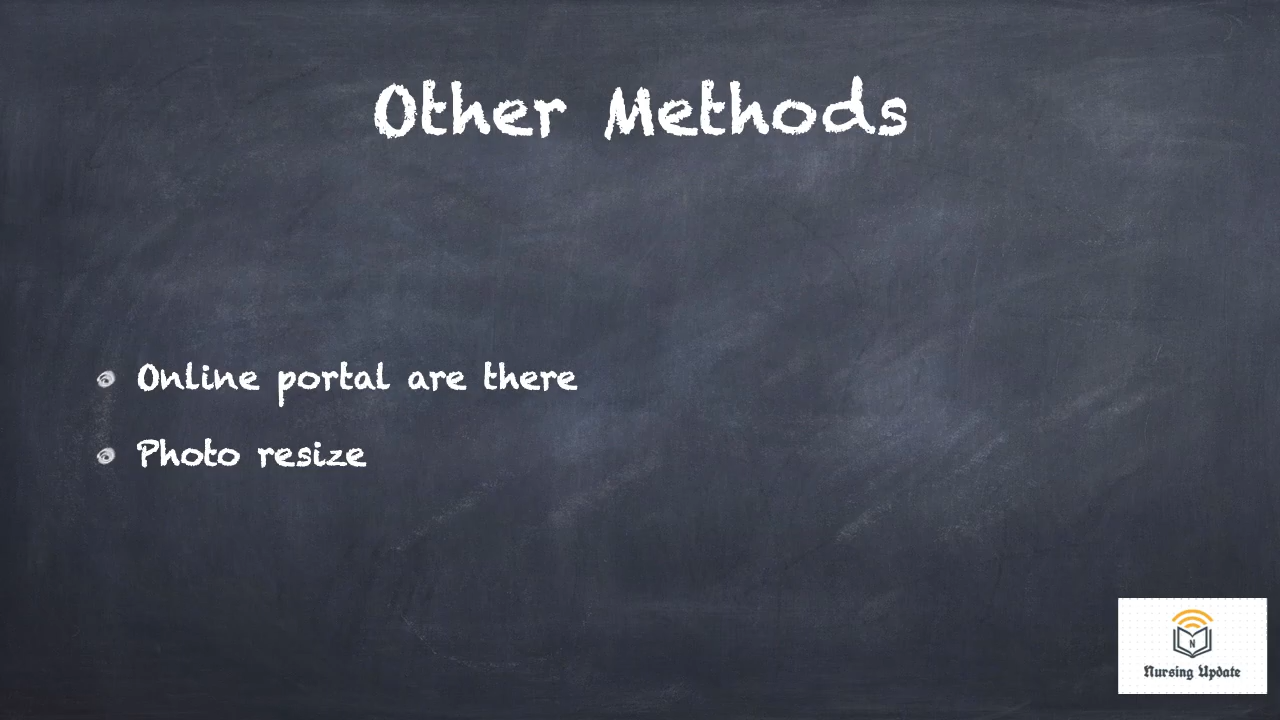 Other Methods
Online portal are there
Photo resize
N
Nursing Update